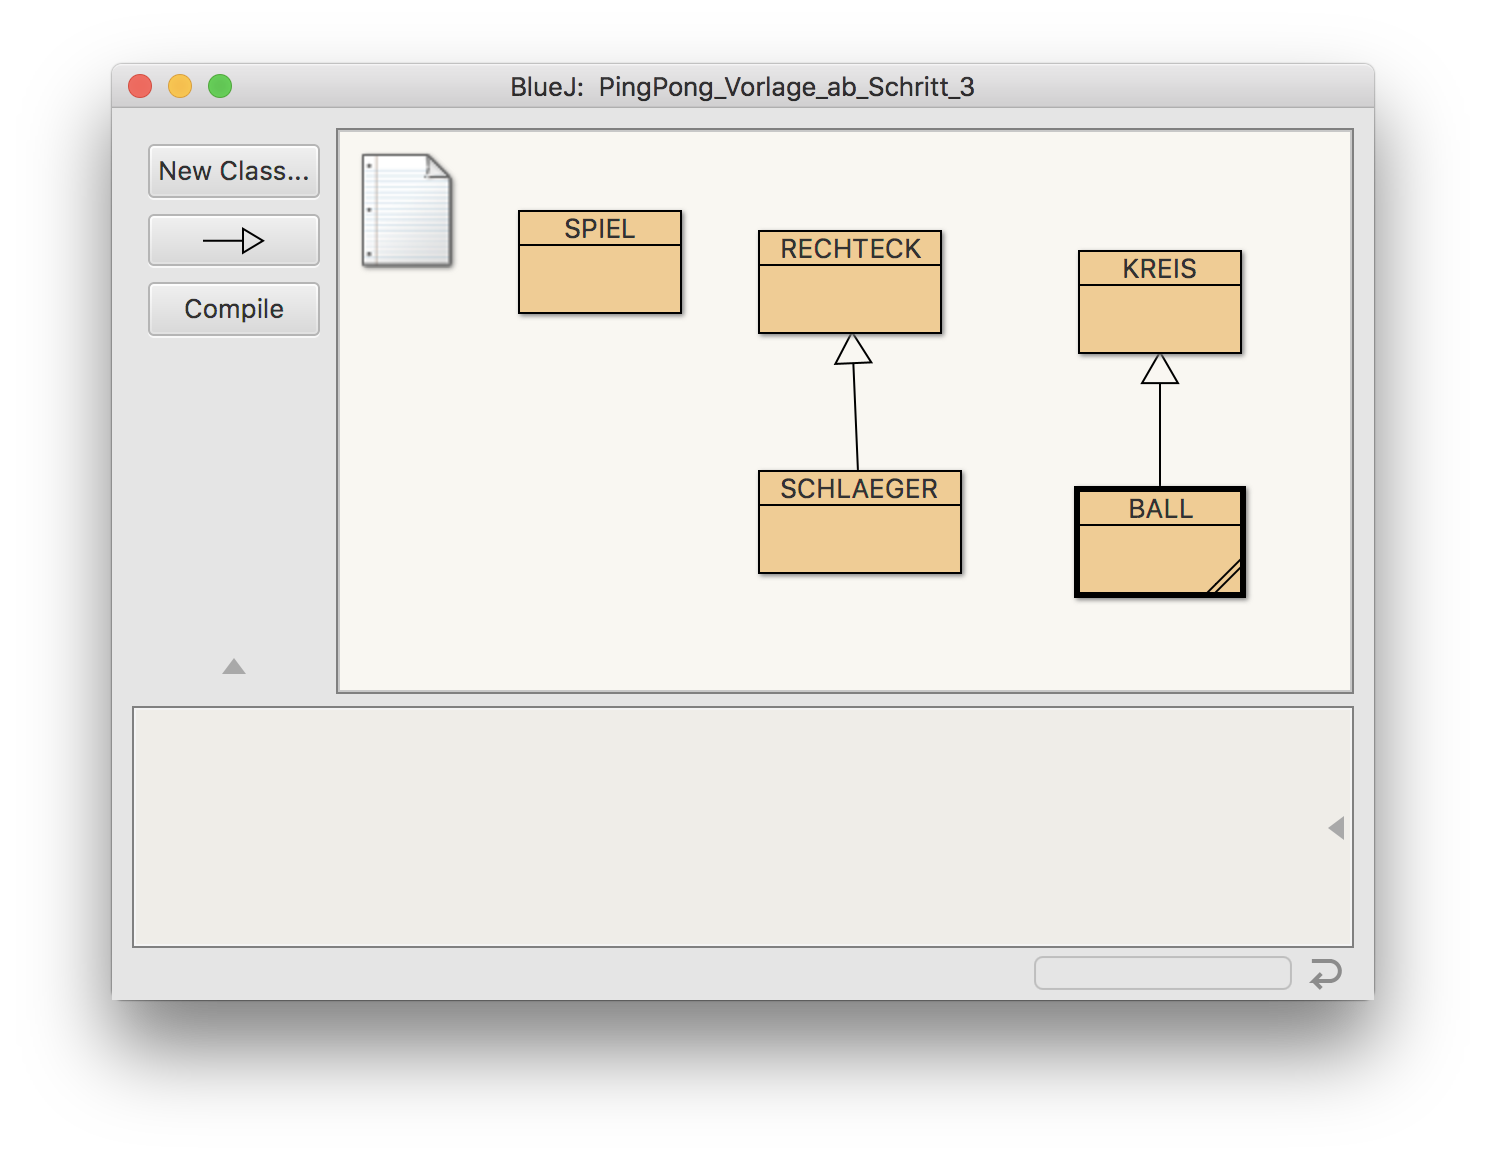 BlueJ:  PingPong_Vorlage_ab_Schritt_3
New Class...
Compile
SPIEL
RECHTECK
KREIS
SCHLAEGER
BALL